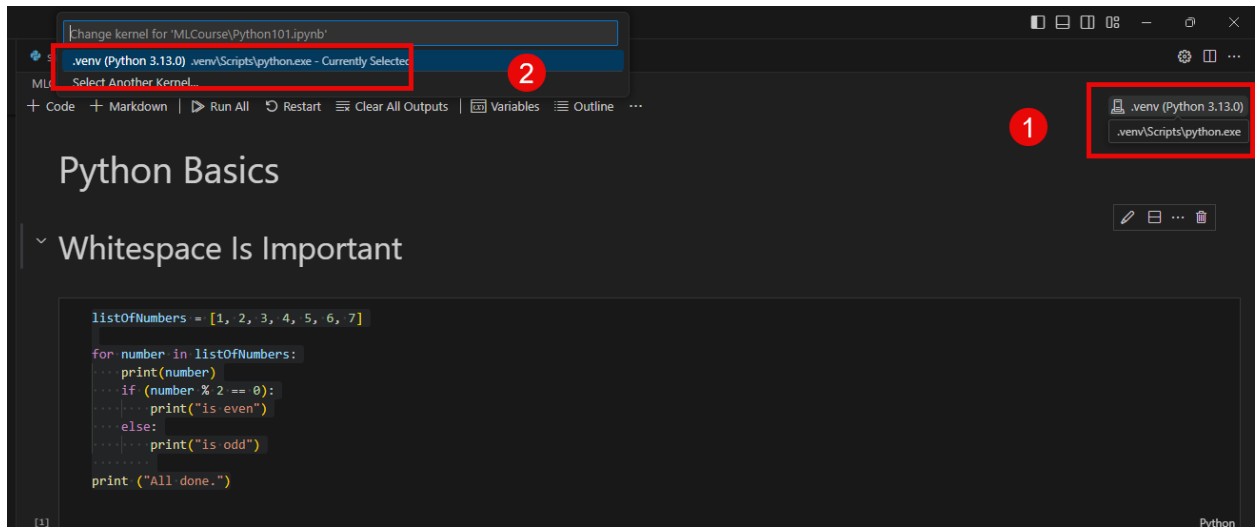 Change kernel for 'MLCourse\Python101.ipynb'
.venv (Python 3.13.0) .venv\Scripts\python.exe - Currently Selected
Select Another Kernel...
2
+ Code + Markdown | Run All Restart Clear All Outputs | Variables Outline ...
.venv (Python 3.13.0)
.venv\Scripts\python.exe
1
Python Basics
Whitespace Is Important
listOfNumbers = [1, 2, 3, 4, 5, 6, 7]
for number in listOfNumbers:
print(number)
if (number % 2 == 0):
print("is even")
else:
print("is odd")
print ("All done.")
[1]
Python